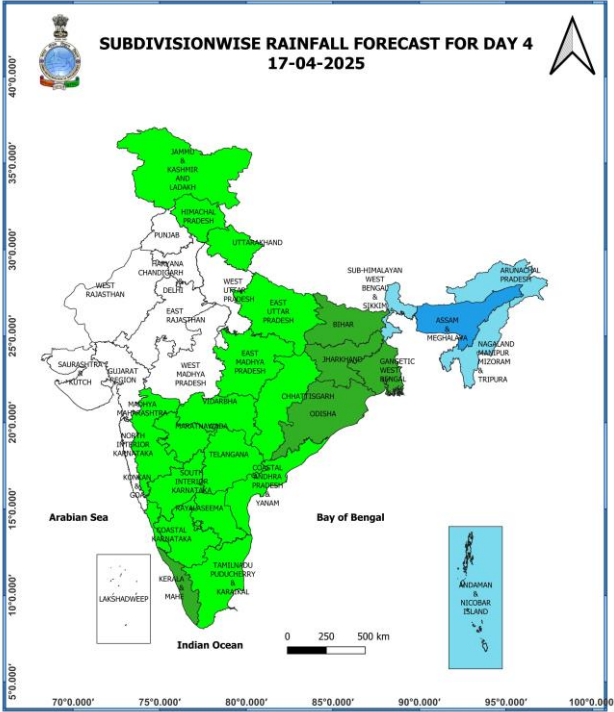 SUBDIVISIONWISE RAINFALL FORECAST FOR DAY 4
17-04-2025
40°0.000'
35°0.000'
30°0.000'
25°0.000'
20°0.000'
15°0.000'
10°0.000'
5°0.000'
JAMMU
&
KASHMIR
AND
LADAKH
HIMACHAL
PRADESH
PUNJAB
UTTARAKHAND
HARYANA
CHANDIGARH
&
DELHI
WEST
RAJASTHAN
WEST
UTTAR
PRADESH
EAST
RAJASTHAN
EAST
UTTAR
PRADESH
SUB-HIMALAYAN
WEST
BENGAL
&
SIKKIM
ARUNACHAL
PRADESH
ASSAM
&
MEGHALAYA
NAGALAND
MANIPUR
MIZORAM
&
TRIPURA
BIHAR
JHARKHAND
GANGETIC
WEST
BENGAL
SAURASHTRA
&
KUTCH
GUJARAT
REGION
WEST
MADHYA
PRADESH
EAST
MADHYA
PRADESH
CHHATTISGARH
ODISHA
VIDARBHA
MADHYA
MAHARASHTRA
MARATHAWADA
NORTH
INTERIOR
KARNATAKA
TELANGANA
KONKAN
&
GOA
SOUTH
INTERIOR
KARNATAKA
COASTAL
ANDHRA
PRADESH
&
YANAM
RAYALASEEMA
COASTAL
KARNATAKA
TAMILNADU
PUDUCHERRY
&
KARAIKAL
KERALA
&
MAHE
LAKSHADWEEP
ANDAMAN
&
NICOBAR
ISLAND
Arabian Sea
Bay of Bengal
Indian Ocean
0 250 500 km
70°0.000' 75°0.000' 80°0.000' 85°0.000' 90°0.000' 95°0.000' 100°0.000'